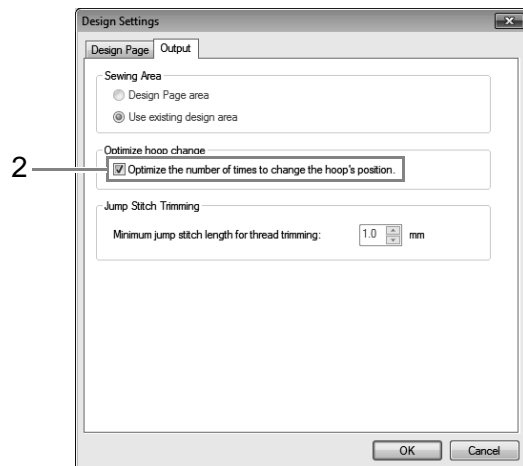 Design Settings
Design Page Output
Sewing Area
Design Page area
Use existing design area
Optimize hoop change
2
Optimize the number of times to change the hoop's position.
Jump Stitch Trimming
Minimum jump stitch length for thread trimming: 1.0 mm
OK Cancel